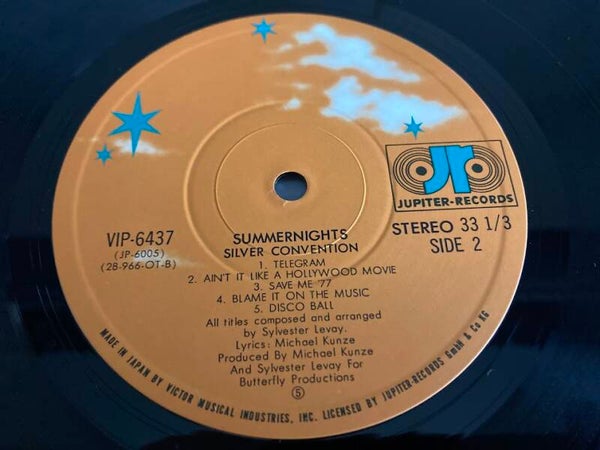 jr
JUPITER-RECORDS
STEREO 33 1/3
SIDE 2
VIP-6437
(JP-6005)
(28-966-OT-B)
SUMMERNIGHTS
SILVER CONVENTION
1. TELEGRAM
2. AIN'T IT LIKE A HOLLYWOOD MOVIE
3. SAVE ME '77
4. BLAME IT ON THE MUSIC
5. DISCO BALL
All titles composed and arranged
by Sylvester Levay.
Lyrics: Michael Kunze
Produced By Michael Kunze
And Sylvester Levay For
Butterfly Productions
⑤
MADE IN JAPAN BY VICTOR MUSICAL INDUSTRIES, INC. LICENSED BY JUPITER-RECORDS GmbH & Co KG